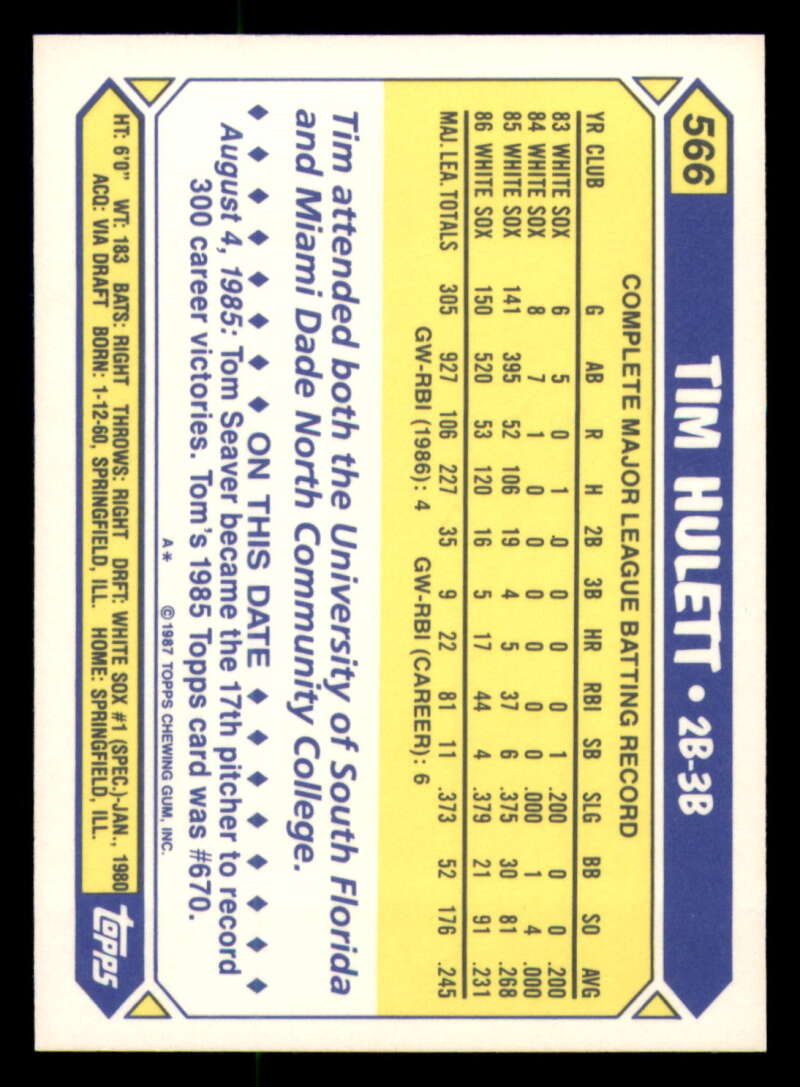 566
TIM HULETT • 2B-3B
COMPLETE MAJOR LEAGUE BATTING RECORD
YR CLUB G AB R H 2B 3B HR RBI SB SLG BB SO AVG
83 WHITE SOX 6 5 0 1 0 0 0 0 1 .200 0 0 .200
84 WHITE SOX 8 7 1 0 0 0 0 0 0 .000 1 4 .000
85 WHITE SOX 141 395 52 106 19 4 5 37 6 .375 30 81 .268
86 WHITE SOX 150 520 53 120 16 5 17 44 4 .379 21 91 .231
MAJ. LEA. TOTALS 305 927 106 227 35 9 22 81 11 .373 52 176 .245
GW-RBI (1986): 4 GW-RBI (CAREER): 6
Tim attended both the University of South Florida
and Miami Dade North Community College.
♦ ♦ ♦ ♦ ♦ ♦ ♦ ♦ ON THIS DATE ♦ ♦ ♦ ♦ ♦ ♦ ♦ ♦
August 4, 1985: Tom Seaver became the 17th pitcher to record
300 career victories. Tom's 1985 Topps card was #670.
A* ©1987 TOPPS CHEWING GUM, INC.
HT: 6'0" WT: 183 BATS: RIGHT THROWS: RIGHT DRFT: WHITE SOX #1 (SPEC.)-JAN., 1980
ACQ: VIA DRAFT BORN: 1-12-60, SPRINGFIELD, ILL. HOME: SPRINGFIELD, ILL.
topps